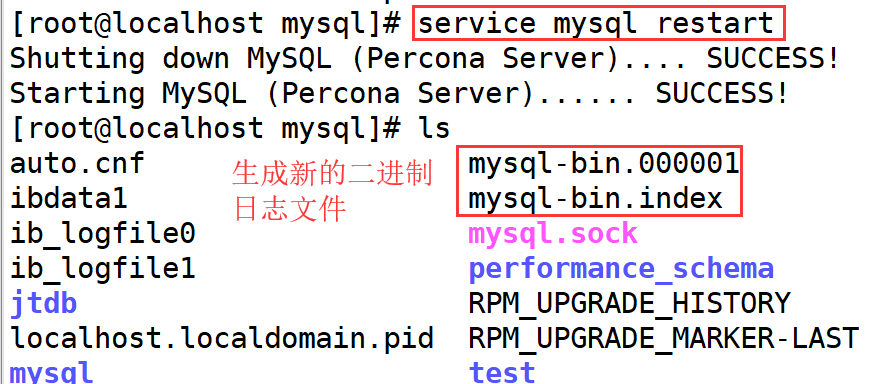 [root@localhost mysql]# service mysql restart
Shutting down MySQL (Percona Server).... SUCCESS!
Starting MySQL (Percona Server)...... SUCCESS!
[root@localhost mysql]# ls
auto.cnf mysql-bin.000001
ibdata1 mysql-bin.index
生成新的二进制
日志文件
ib_logfile0 mysql.sock
ib_logfile1 performance_schema
jtdb RPM_UPGRADE_HISTORY
localhost.localdomain.pid RPM_UPGRADE_MARKER-LAST
mysql test